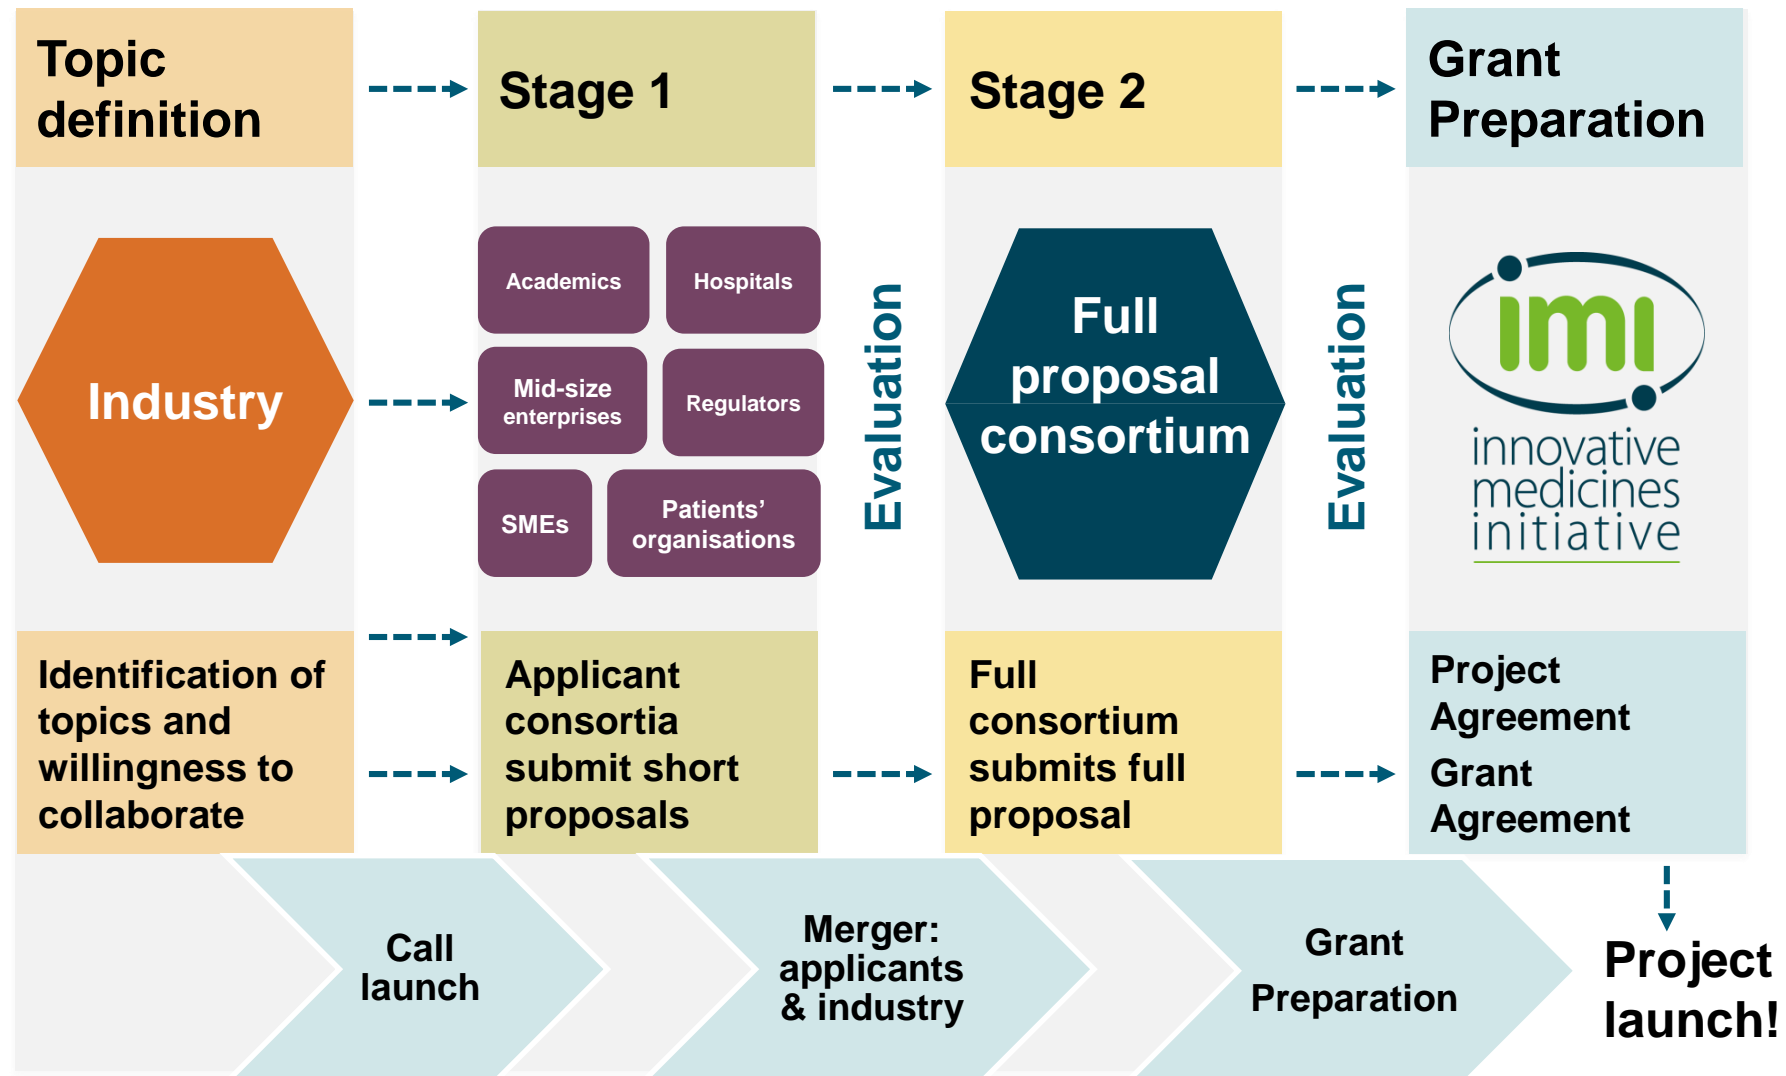 Topic
definition
Stage 1
Stage 2
Grant
Preparation
Industry
Academics
Hospitals
Mid-size
enterprises
Regulators
SMEs
Patients’
organisations
Evaluation
Full
proposal
consortium
Evaluation
imi
innovative
medicines
initiative
Identification of
topics and
willingness to
collaborate
Applicant
consortia
submit short
proposals
Full
consortium
submits full
proposal
Project
Agreement
Grant
Agreement
Call
launch
Merger:
applicants
& industry
Grant
Preparation
Project
launch!